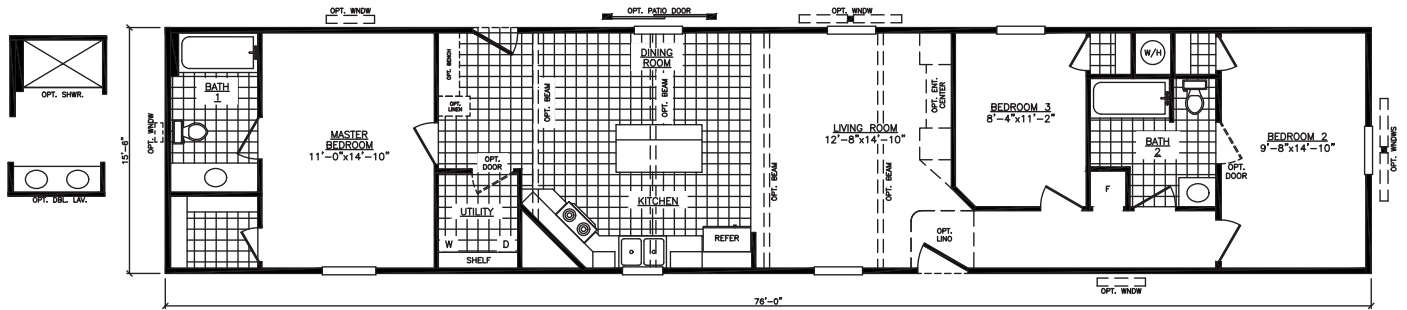 OPT. WNDW
OPT. PATIO DOOR
OPT. WNDW
OPT. SHWR.
OPT. DBL. LAV.
15'-6"
OPT. WNDW
BATH
1
MASTER
BEDROOM
11'-0"x14'-10"
OPT. BENCH
OPT.
LINEN
OPT.
DOOR
UTILITY
W
D
SHELF
OPT. BEAM
DINING
ROOM
OPT. BEAM
KITCHEN
REFER
OPT. BEAM
LIVING ROOM
12'-8"x14'-10"
OPT. BEAM
OPT. ENT.
CENTER
OPT.
LINO
BEDROOM 3
8'-4"x11'-2"
W/H
BATH
2
F
OPT.
DOOR
BEDROOM 2
9'-8"x14'-10"
OPT. WNDWS
OPT. WNDW
76'-0"